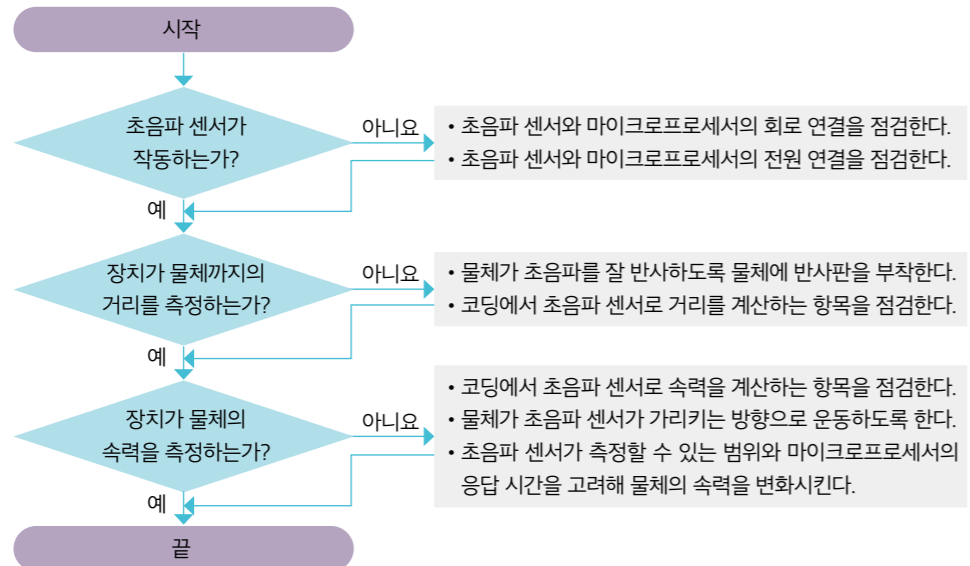 시작
초음파 센서가
작동하는가?
아니요
• 초음파 센서와 마이크로프로세서의 회로 연결을 점검한다.
• 초음파 센서와 마이크로프로세서의 전원 연결을 점검한다.
예
장치가 물체까지의
거리를 측정하는가?
아니요
• 물체가 초음파를 잘 반사하도록 물체에 반사판을 부착한다.
• 코딩에서 초음파 센서로 거리를 계산하는 항목을 점검한다.
예
장치가 물체의
속력을 측정하는가?
아니요
• 코딩에서 초음파 센서로 속력을 계산하는 항목을 점검한다.
• 물체가 초음파 센서가 가리키는 방향으로 운동하도록 한다.
• 초음파 센서가 측정할 수 있는 범위와 마이크로프로세서의
응답 시간을 고려해 물체의 속력을 변화시킨다.
예
끝